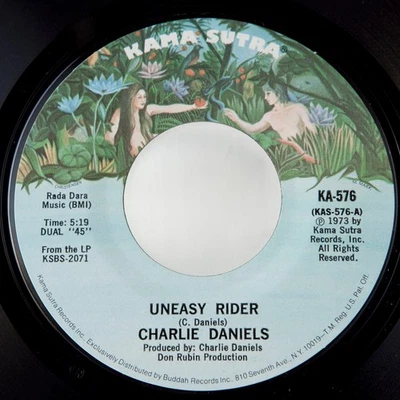 KAMA SUTRA
Rada Dara
Music (BMI)
Time: 5:19
DUAL "45"
From the LP
KSBS-2071
KA-576
(KAS-576-A)
℗ 1973 by
Kama Sutra
Records, Inc.
All Rights
Reserved
UNEASY RIDER
(C. Daniels)
CHARLIE DANIELS
Produced by: Charlie Daniels
Don Rubin Production
Kama Sutra Records Inc. Exclusively Distributed by Buddah Records Inc. 810 Seventh Ave., N.Y. 10019—T.M. Reg. U.S. Pat. Off.